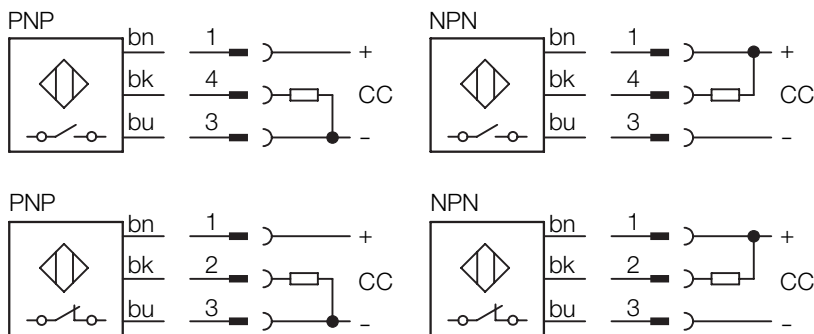 PNP
bn 1 +
bk 4 CC
bu 3 -
NPN
bn 1 +
bk 4 CC
bu 3 -
PNP
bn 1 +
bk 2 CC
bu 3 -
NPN
bn 1 +
bk 2 CC
bu 3 -